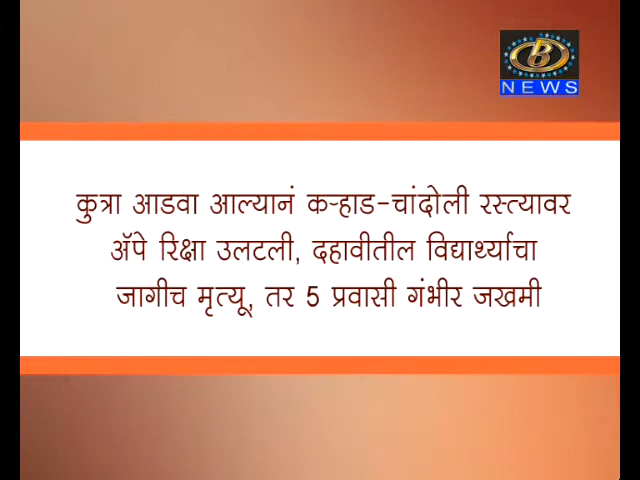 B
NEWS
कुत्रा आडवा आल्यानं कऱ्हाड-चांदोली रस्त्यावर
ॲपे रिक्षा उलटली, दहावीतील विद्यार्थ्याचा
जागीच मृत्यू, तर 5 प्रवासी गंभीर जखमी